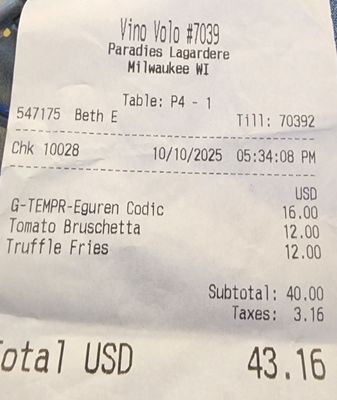 Vino Volo #7039
Paradies Lagardere
Milwaukee WI
Table: P4 - 1
547175 Beth E Till: 70392
Chk 10028 10/10/2025 05:34:08 PM
USD
G-TEMPR-Eguren Codic 16.00
Tomato Bruschetta 12.00
Truffle Fries 12.00
Subtotal: 40.00
Taxes: 3.16
Total USD 43.16